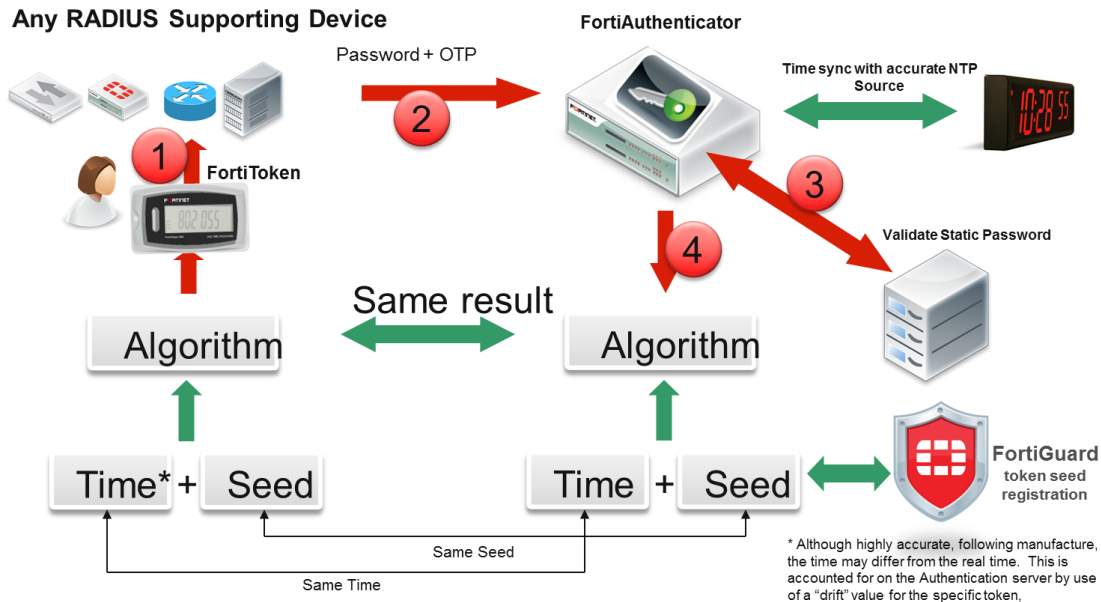 Any RADIUS Supporting Device
FortiAuthenticator
Password + OTP
Time sync with accurate NTP
Source
10:28 55
2
1
FortiToken
FORTINET
802055
FORTINET
3
Validate Static Password
4
Same result
Algorithm
Algorithm
Time* + Seed
Time + Seed
FortiGuard
token seed
registration
Same Seed
Same Time
* Although highly accurate, following manufacture,
the time may differ from the real time. This is
accounted for on the Authentication server by use
of a “drift” value for the specific token,